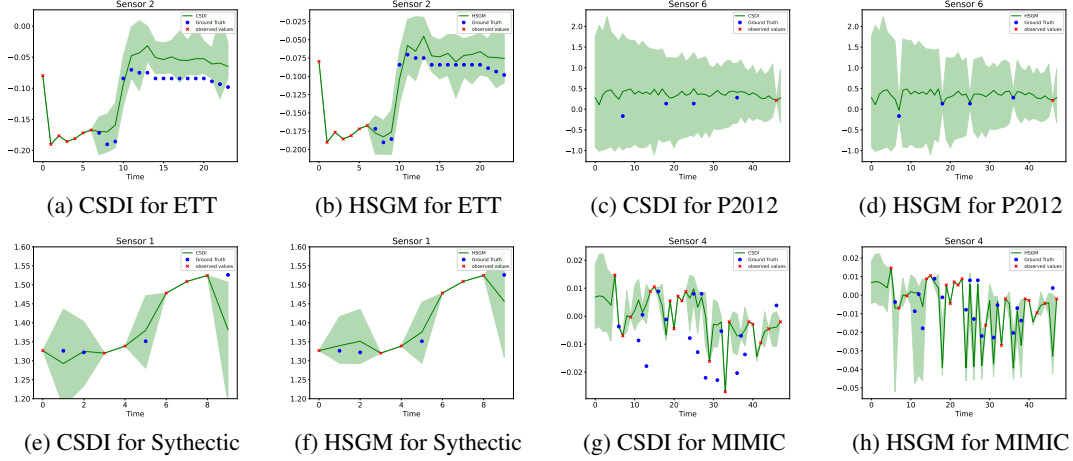 Sensor 2
CSDI
Ground Truth
observed values
0.00
−0.05
−0.10
−0.15
−0.20
0 5 10 15 20
Time
(a) CSDI for ETT
Sensor 2
HSGM
Ground Truth
observed values
−0.025
−0.050
−0.075
−0.100
−0.125
−0.150
−0.175
−0.200
0 5 10 15 20
Time
(b) HSGM for ETT
Sensor 6
CSDI
Ground Truth
observed values
2.0
1.5
1.0
0.5
0.0
−0.5
−1.0
0 10 20 30 40
Time
(c) CSDI for P2012
Sensor 6
HSGM
Ground Truth
observed values
2.0
1.5
1.0
0.5
0.0
−0.5
−1.0
0 10 20 30 40
Time
(d) HSGM for P2012
Sensor 1
CSDI
Ground Truth
observed values
1.60
1.55
1.50
1.45
1.40
1.35
1.30
1.25
1.20
0 2 4 6 8
Time
(e) CSDI for Sythectic
Sensor 1
HSGM
Ground Truth
observed values
1.60
1.55
1.50
1.45
1.40
1.35
1.30
1.25
1.20
0 2 4 6 8
Time
(f) HSGM for Sythectic
Sensor 4
CSDI
Ground Truth
observed values
0.01
0.00
−0.01
−0.02
0 10 20 30 40
Time
(g) CSDI for MIMIC
Sensor 4
HSGM
Ground Truth
observed values
0.02
0.01
0.00
−0.01
−0.02
−0.03
−0.04
−0.05
0 10 20 30 40
Time
(h) HSGM for MIMIC